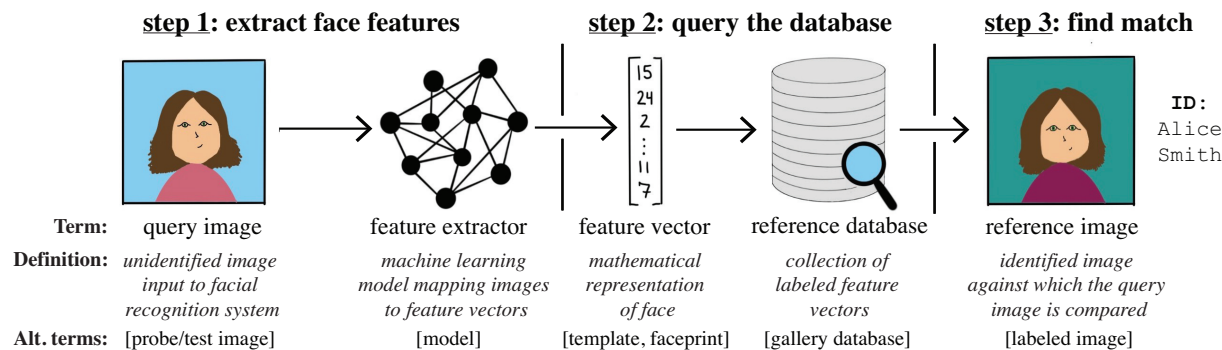 step 1: extract face features
step 2: query the database
step 3: find match
15
24
2
⋮
11
7
ID:
Alice
Smith
Term: query image feature extractor feature vector reference database reference image
Definition: unidentified image machine learning mathematical collection of identified image
input to facial model mapping images representation labeled feature against which the query
recognition system to feature vectors of face vectors image is compared
Alt. terms: [probe/test image] [model] [template, faceprint] [gallery database] [labeled image]